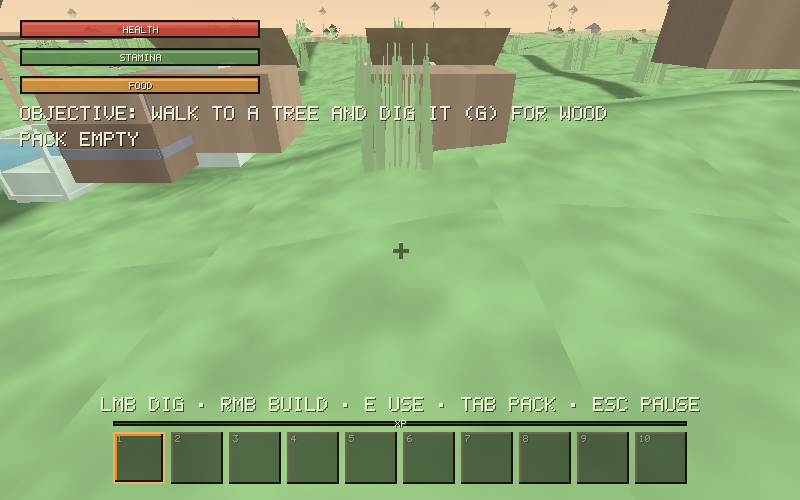 HEALTH
STAMINA
FOOD
OBJECTIVE: WALK TO A TREE AND DIG IT (G) FOR WOOD
PACK EMPTY
LMB DIG · RMB BUILD · E USE · TAB PACK · ESC PAUSE
XP
1 2 3 4 5 6 7 8 9 10